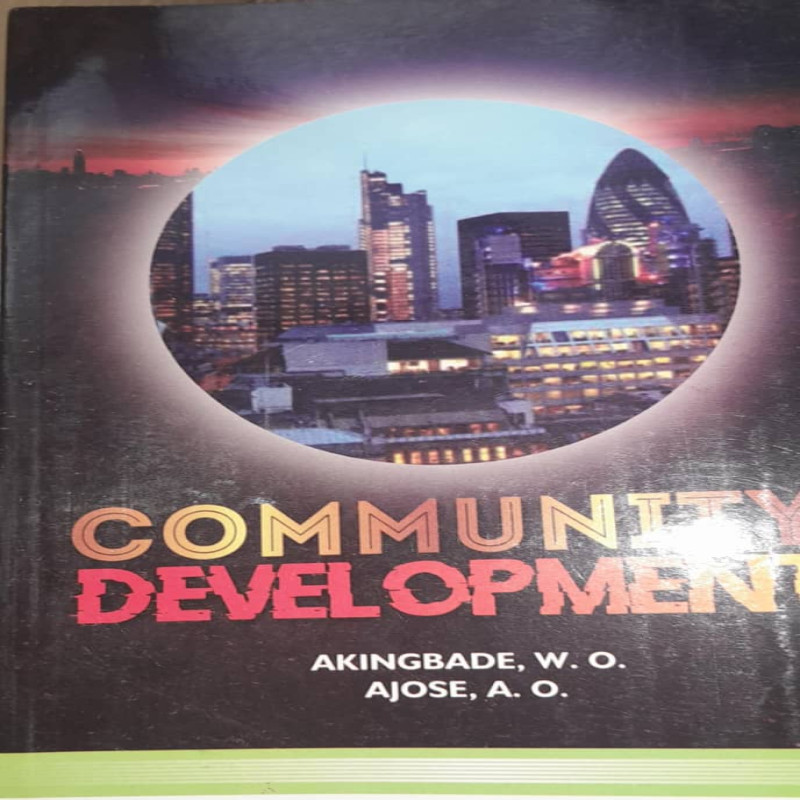 COMMUNITY
DEVELOPMENT
AKINGBADE, W. O.
AJOSE, A. O.